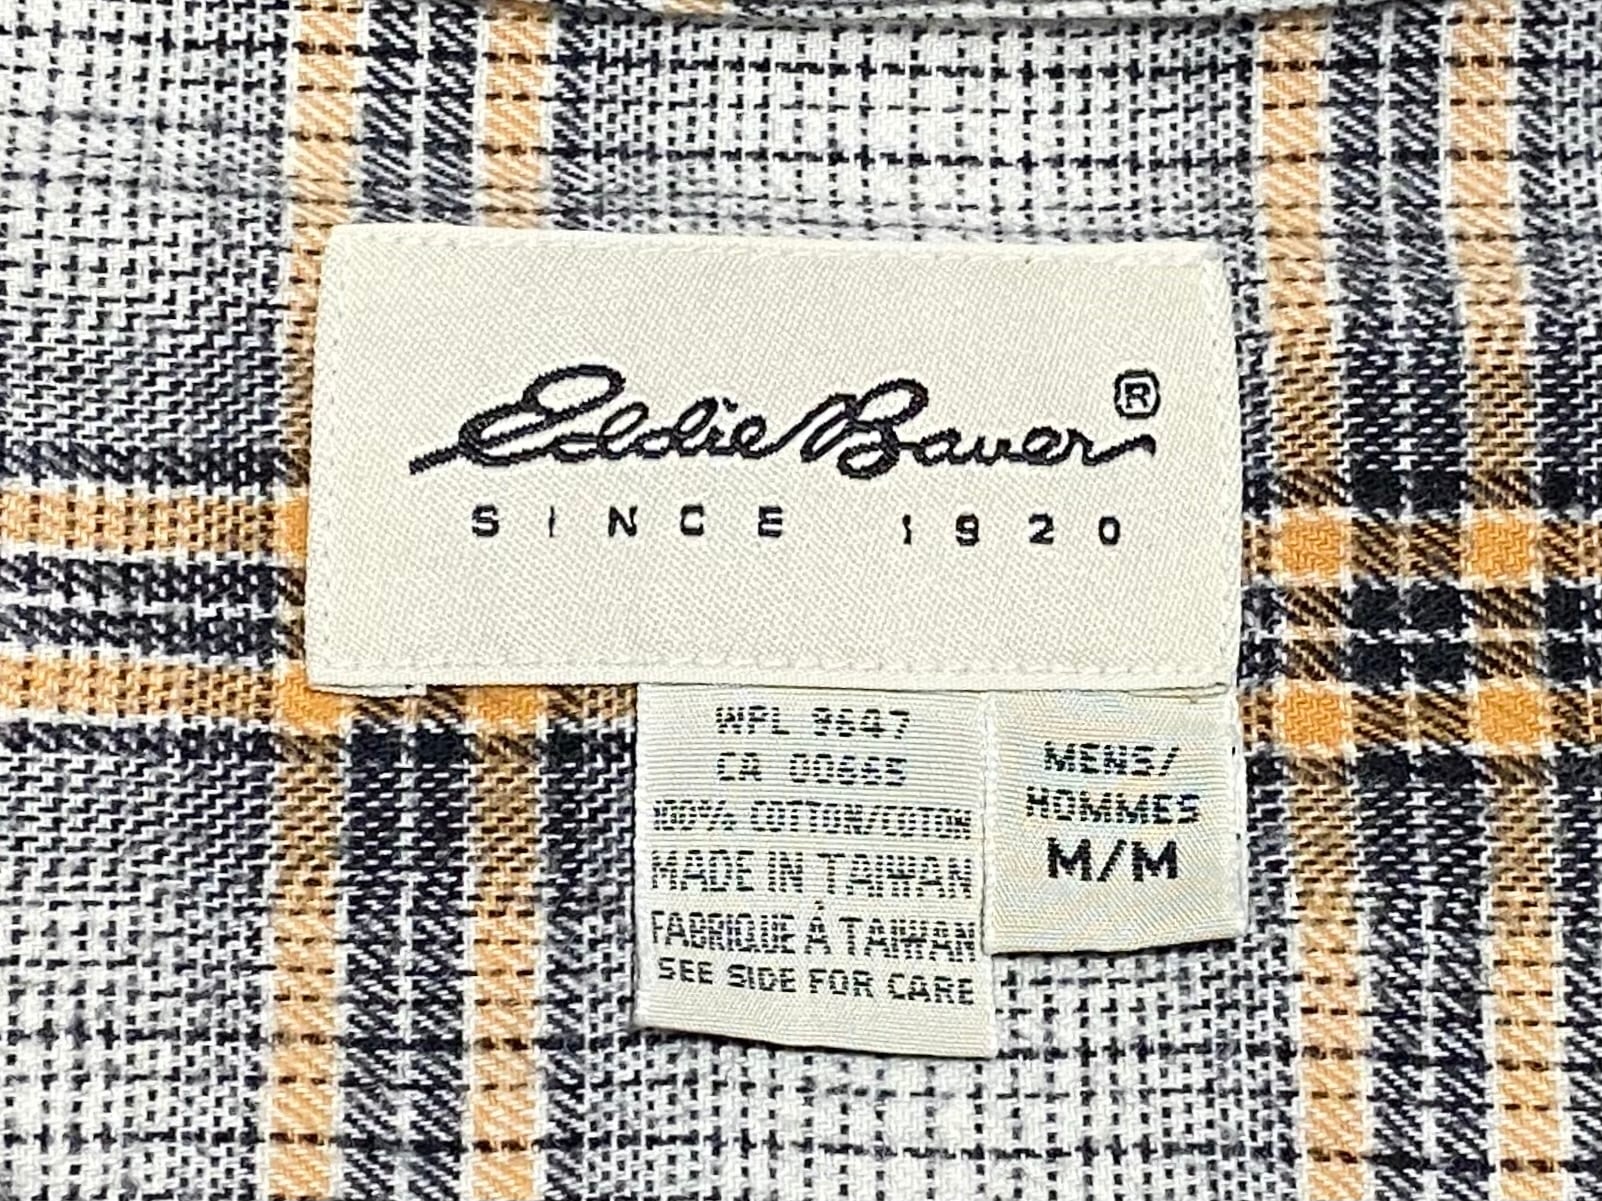 Eddie Bauer ®
SINCE 1920
WPL 9647
CA 00665
100% COTTON/COTON
MADE IN TAIWAN
FABRIQUE À TAIWAN
SEE SIDE FOR CARE
MENS/
HOMMES
M/M